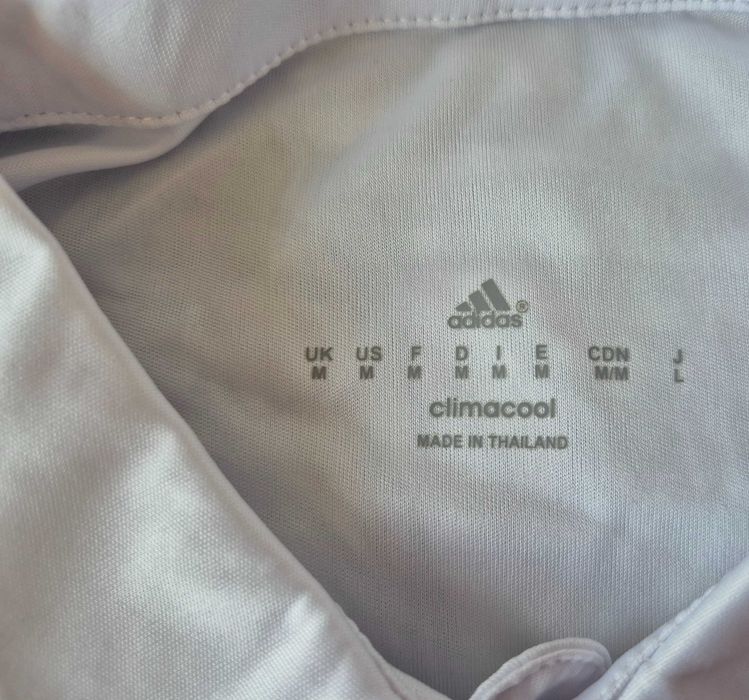 adidas®
UK US F D I E CDN J
M M M M M M M/M L
climacool
MADE IN THAILAND